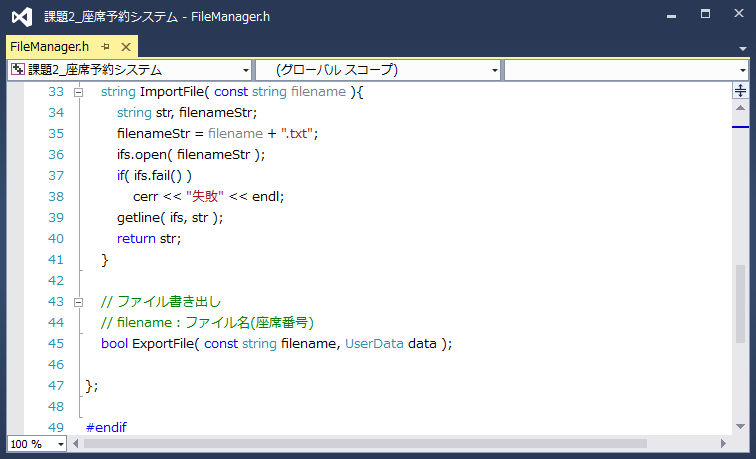 課題2_座席予約システム - FileManager.h
FileManager.h
課題2_座席予約システム
(グローバル スコープ)
33 string ImportFile( const string filename ){
34 string str, filenameStr;
35 filenameStr = filename + ".txt";
36 ifs.open( filenameStr );
37 if( ifs.fail() )
38 cerr << "失敗" << endl;
39 getline( ifs, str );
40 return str;
41 }
42
43 // ファイル書き出し
44 // filename : ファイル名(座席番号)
45 bool ExportFile( const string filename, UserData data );
46
47 };
48
49 #endif
100 %